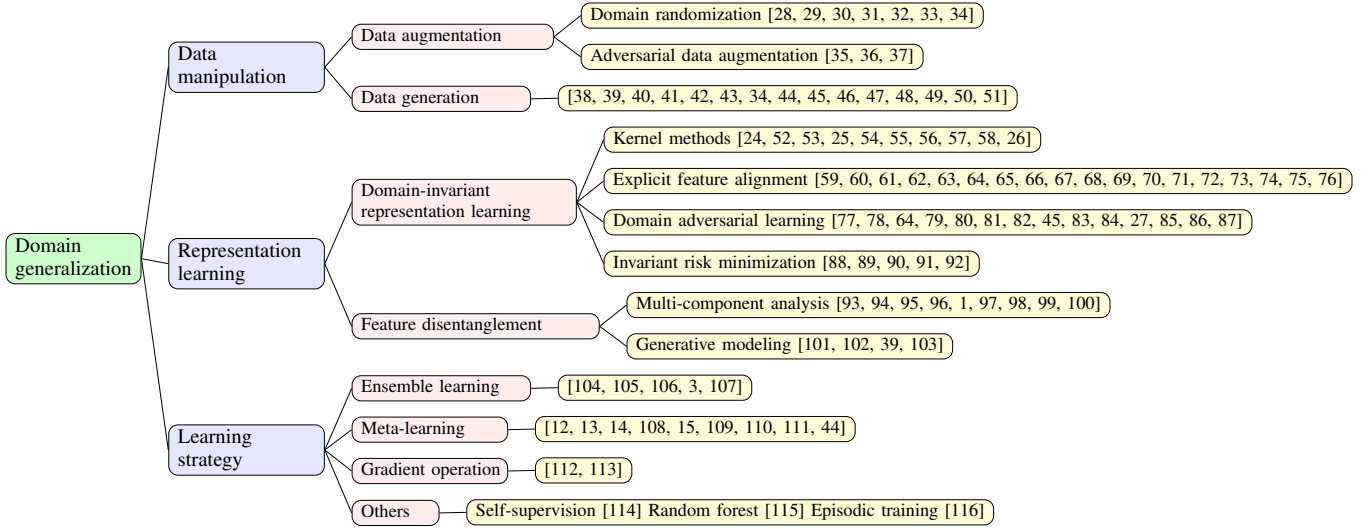 Domain
generalization
Data
manipulation
Data augmentation
Domain randomization [28, 29, 30, 31, 32, 33, 34]
Adversarial data augmentation [35, 36, 37]
Data generation
[38, 39, 40, 41, 42, 43, 34, 44, 45, 46, 47, 48, 49, 50, 51]
Representation
learning
Domain-invariant
representation learning
Kernel methods [24, 52, 53, 25, 54, 55, 56, 57, 58, 26]
Explicit feature alignment [59, 60, 61, 62, 63, 64, 65, 66, 67, 68, 69, 70, 71, 72, 73, 74, 75, 76]
Domain adversarial learning [77, 78, 64, 79, 80, 81, 82, 45, 83, 84, 27, 85, 86, 87]
Invariant risk minimization [88, 89, 90, 91, 92]
Feature disentanglement
Multi-component analysis [93, 94, 95, 96, 1, 97, 98, 99, 100]
Generative modeling [101, 102, 39, 103]
Learning
strategy
Ensemble learning
[104, 105, 106, 3, 107]
Meta-learning
[12, 13, 14, 108, 15, 109, 110, 111, 44]
Gradient operation
[112, 113]
Others
Self-supervision [114] Random forest [115] Episodic training [116]